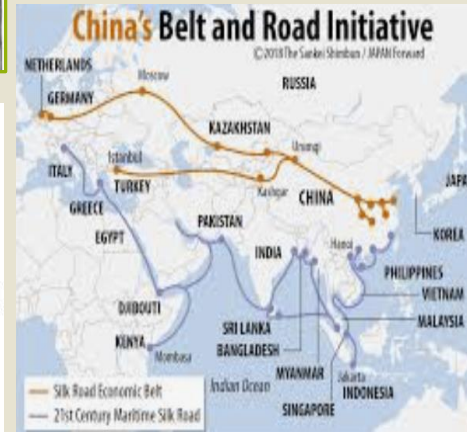 China's Belt and Road Initiative
©2018 The Sankei Shimbun / JAPAN Forward
NETHERLANDS
Moscow
RUSSIA
GERMANY
KAZAKHSTAN
Urumqi
ITALY
Istanbul
TURKEY
Kashgar
CHINA
JAPA
GREECE
PAKISTAN
KOREA
EGYPT
INDIA
Hanoi
PHILIPPINES
DJIBOUTI
VIETNAM
SRI LANKA
MALAYSIA
KENYA
BANGLADESH
Mombasa
MYANMAR
Jakarta
Indian Ocean
INDONESIA
SINGAPORE
Silk Road Economic Belt
21st Century Maritime Silk Road